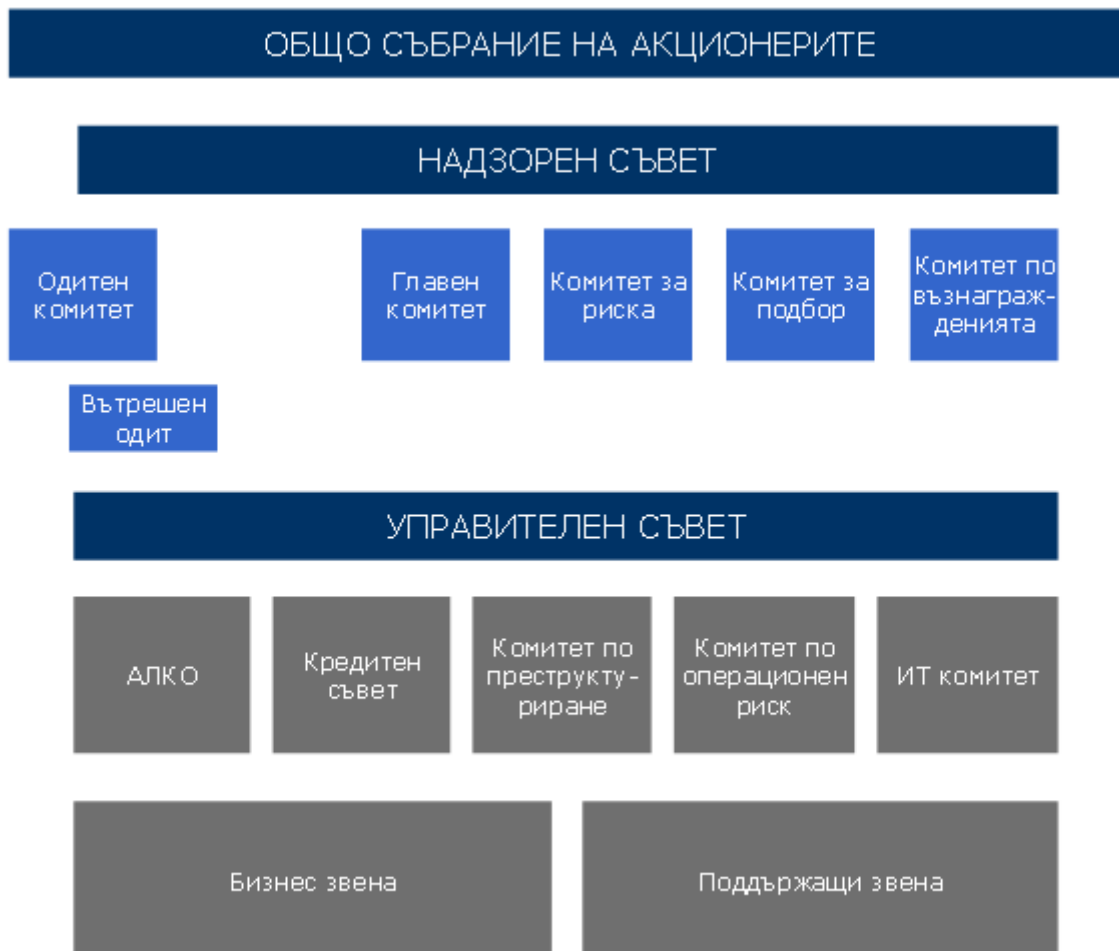 ОБЩО СЪБРАНИЕ НА АКЦИОНЕРИТЕ
НАДЗОРЕН СЪВЕТ
Одитен
комитет
Главен
комитет
Комитет за
риска
Комитет за
подбор
Комитет по
възнаграж-
денията
Вътрешен
одит
УПРАВИТЕЛЕН СЪВЕТ
АЛКО
Кредитен
съвет
Комитет по
преструкту-
риране
Комитет по
операционен
риск
ИТ комитет
Бизнес звена
Поддържащи звена